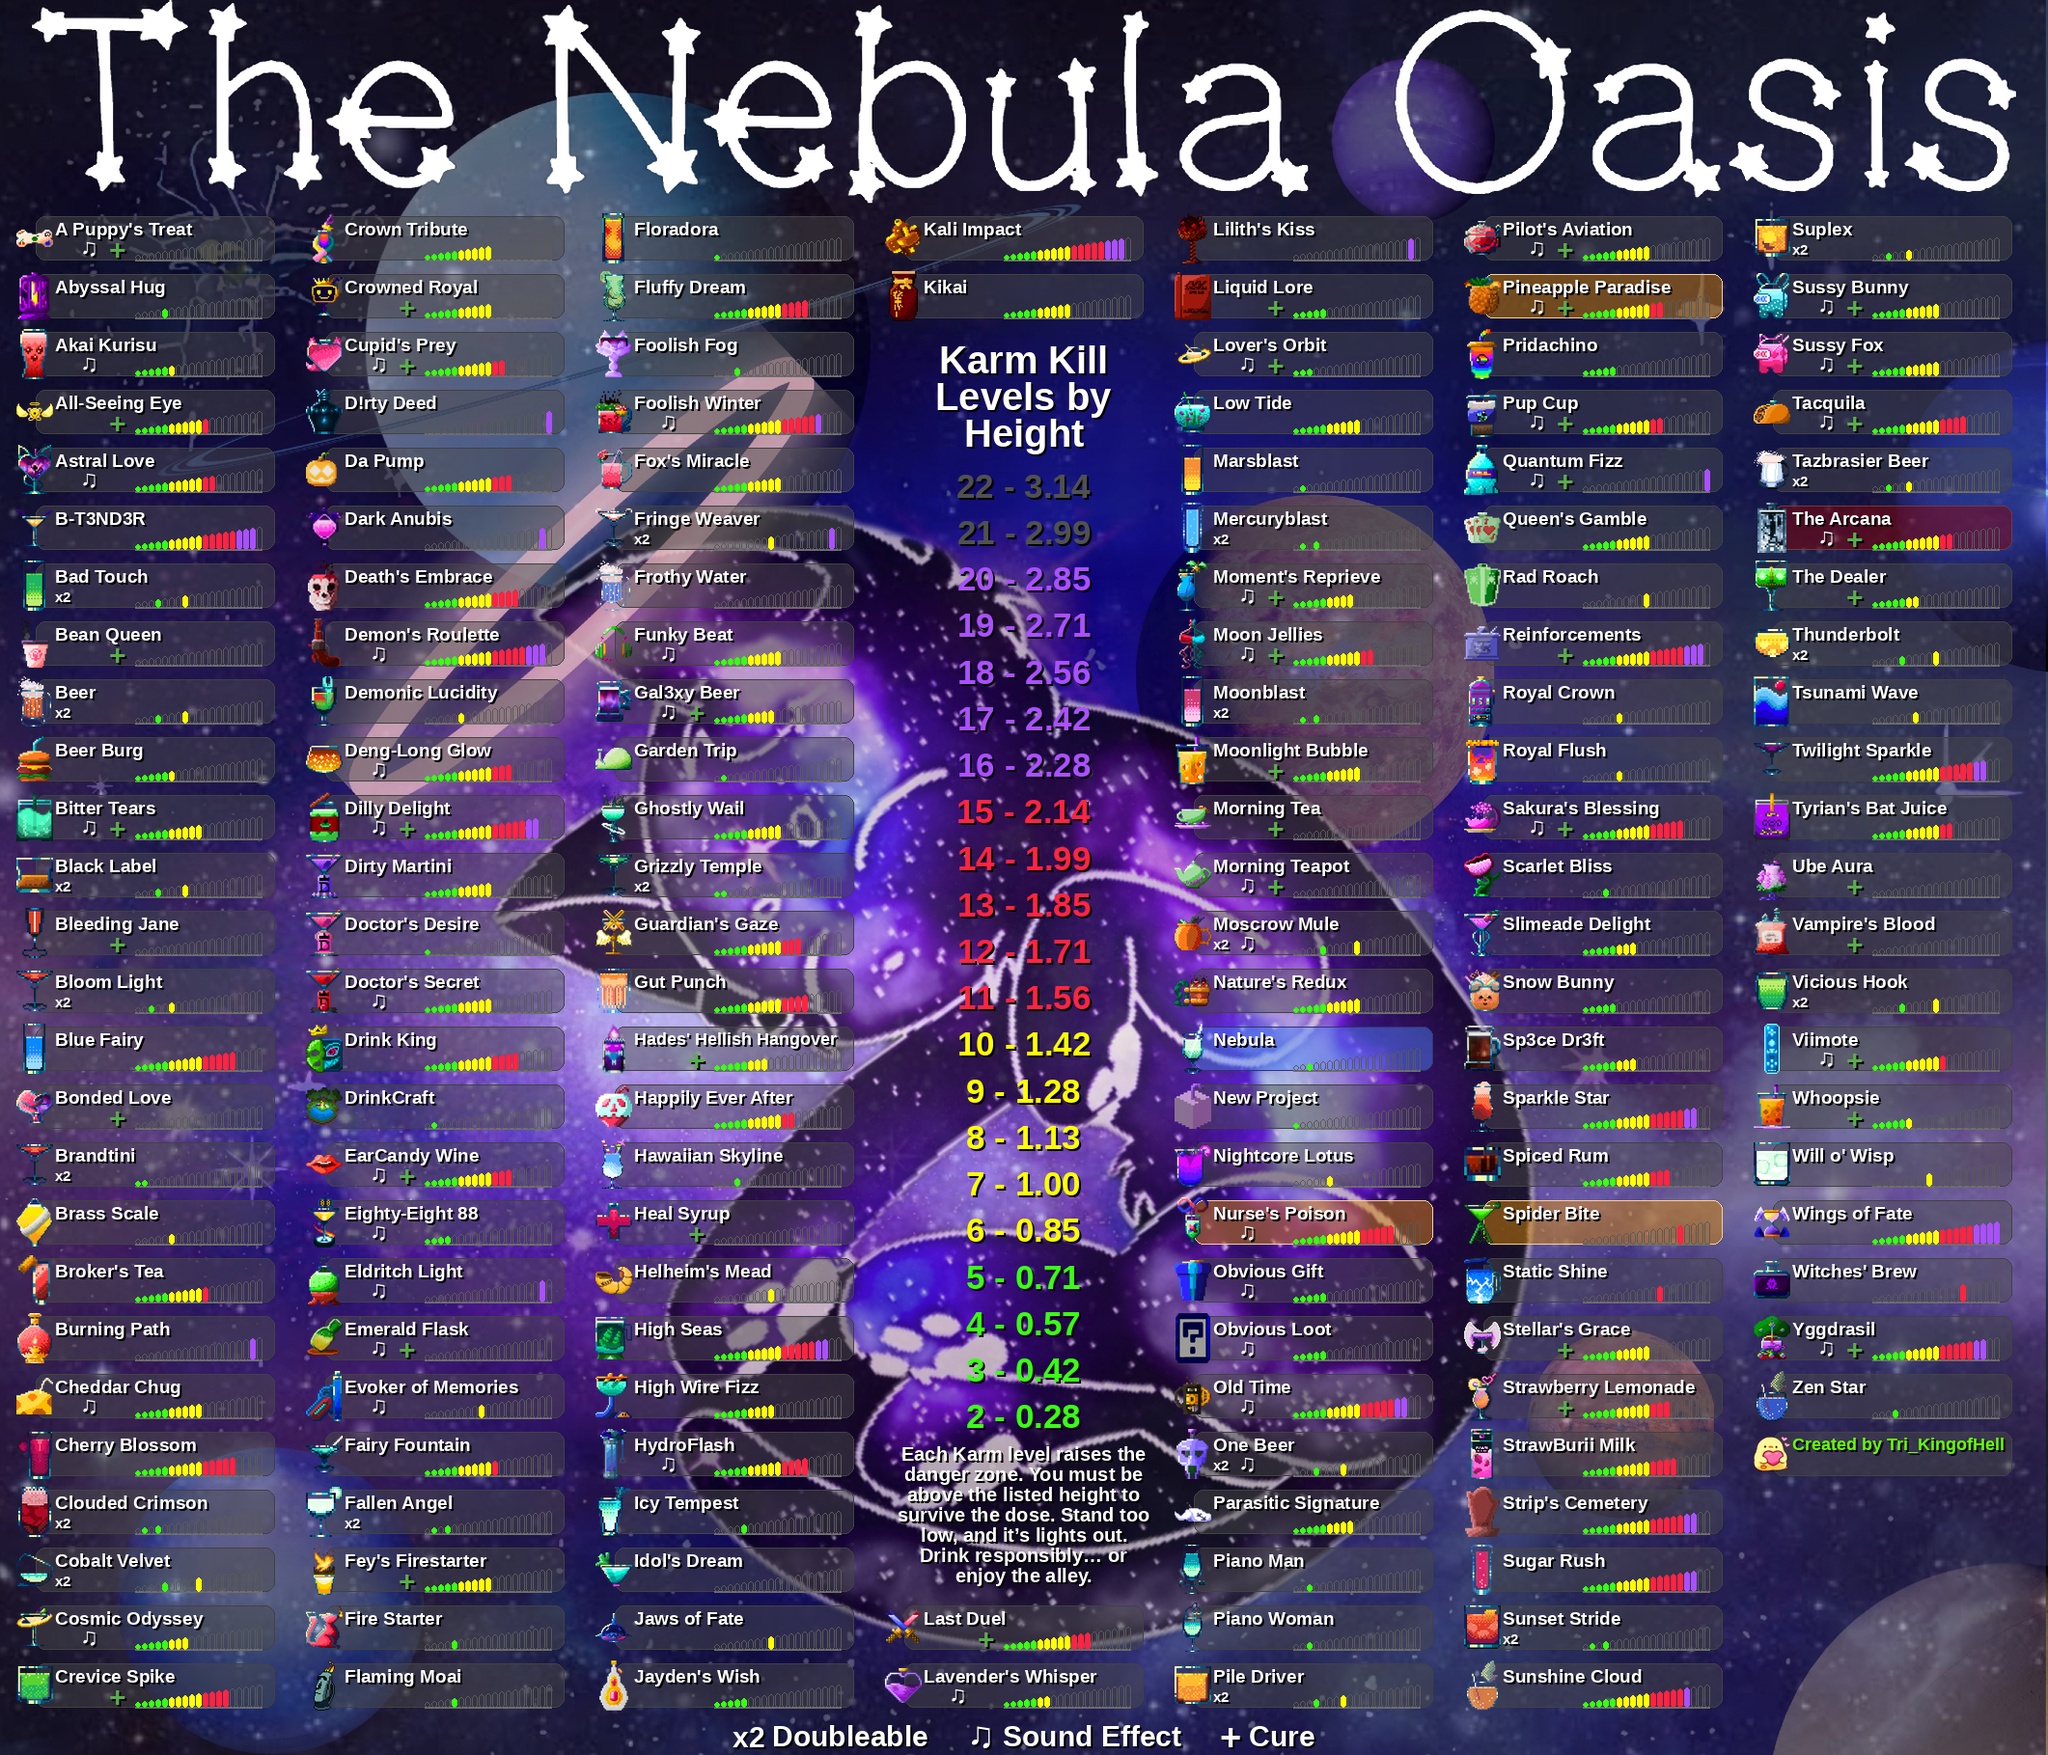 The Nebula Oasis
A Puppy's Treat
♫ +
Abyssal Hug
Akai Kurisu
♫
All-Seeing Eye
+
Astral Love
♫
B-T3ND3R
Bad Touch
x2
Bean Queen
+
Beer
x2
Beer Burg
Bitter Tears
♫ +
Black Label
x2
Bleeding Jane
+
Bloom Light
x2
Blue Fairy
Bonded Love
+
Brandtini
x2
Brass Scale
Broker's Tea
Burning Path
Cheddar Chug
♫
Cherry Blossom
Clouded Crimson
x2
Cobalt Velvet
x2
Cosmic Odyssey
♫
Crevice Spike
+
Crown Tribute
Crowned Royal
+
Cupid's Prey
♫ +
D!rty Deed
Da Pump
Dark Anubis
Death's Embrace
Demon's Roulette
♫
Demonic Lucidity
Deng-Long Glow
♫
Dilly Delight
♫ +
Dirty Martini
Doctor's Desire
Doctor's Secret
♫
Drink King
DrinkCraft
EarCandy Wine
♫ +
Eighty-Eight 88
♫
Eldritch Light
♫
Emerald Flask
♫ +
Evoker of Memories
♫
Fairy Fountain
Fallen Angel
x2
Fey's Firestarter
+
Fire Starter
Flaming Moai
Floradora
Fluffy Dream
Foolish Fog
Foolish Winter
♫
Fox's Miracle
Fringe Weaver
x2
Frothy Water
Funky Beat
Gal3xy Beer
♫ +
Garden Trip
Ghostly Wail
Grizzly Temple
x2
Guardian's Gaze
Gut Punch
Hades' Hellish Hangover
+
Happily Ever After
Hawaiian Skyline
Heal Syrup
+
Helheim's Mead
High Seas
High Wire Fizz
HydroFlash
♫
Icy Tempest
Idol's Dream
Jaws of Fate
Jayden's Wish
Kali Impact
Kikai
Karm Kill
Levels by
Height
22 - 3.14
21 - 2.99
20 - 2.85
19 - 2.71
18 - 2.56
17 - 2.42
16 - 2.28
15 - 2.14
14 - 1.99
13 - 1.85
12 - 1.71
11 - 1.56
10 - 1.42
9 - 1.28
8 - 1.13
7 - 1.00
6 - 0.85
5 - 0.71
4 - 0.57
3 - 0.42
2 - 0.28
Each Karm level raises the
danger zone. You must be
above the listed height to
survive the dose. Stand too
low, and it's lights out.
Drink responsibly... or
enjoy the alley.
Last Duel
+
Lavender's Whisper
♫
Lilith's Kiss
Liquid Lore
+
Lover's Orbit
♫ +
Low Tide
Marsblast
Mercuryblast
x2
Moment's Reprieve
♫ +
Moon Jellies
♫ +
Moonblast
x2
Moonlight Bubble
+
Morning Tea
+
Morning Teapot
♫ +
Moscrow Mule
x2 ♫
Nature's Redux
Nebula
New Project
Nightcore Lotus
Nurse's Poison
♫
Obvious Gift
♫
Obvious Loot
♫
Old Time
♫
One Beer
x2 ♫
Parasitic Signature
Piano Man
Piano Woman
Pile Driver
x2
Pilot's Aviation
♫ +
Pineapple Paradise
♫ +
Pridachino
Pup Cup
♫ +
Quantum Fizz
♫ +
Queen's Gamble
Rad Roach
Reinforcements
+
Royal Crown
Royal Flush
Sakura's Blessing
♫ +
Scarlet Bliss
Slimeade Delight
Snow Bunny
Sp3ce Dr3ft
Sparkle Star
Spiced Rum
Spider Bite
Static Shine
Stellar's Grace
+
Strawberry Lemonade
+
StrawBurii Milk
Strip's Cemetery
Sugar Rush
Sunset Stride
x2
Sunshine Cloud
Suplex
x2
Sussy Bunny
♫ +
Sussy Fox
♫ +
Tacquila
♫ +
Tazbrasier Beer
x2
The Arcana
♫ +
The Dealer
+
Thunderbolt
x2
Tsunami Wave
Twilight Sparkle
Tyrian's Bat Juice
Ube Aura
+
Vampire's Blood
+
Vicious Hook
x2
Viimote
♫ +
Whoopsie
+
Will o' Wisp
Wings of Fate
Witches' Brew
Yggdrasil
♫ +
Zen Star
Created by Tri_KingofHell
x2 Doubleable ♫ Sound Effect + Cure